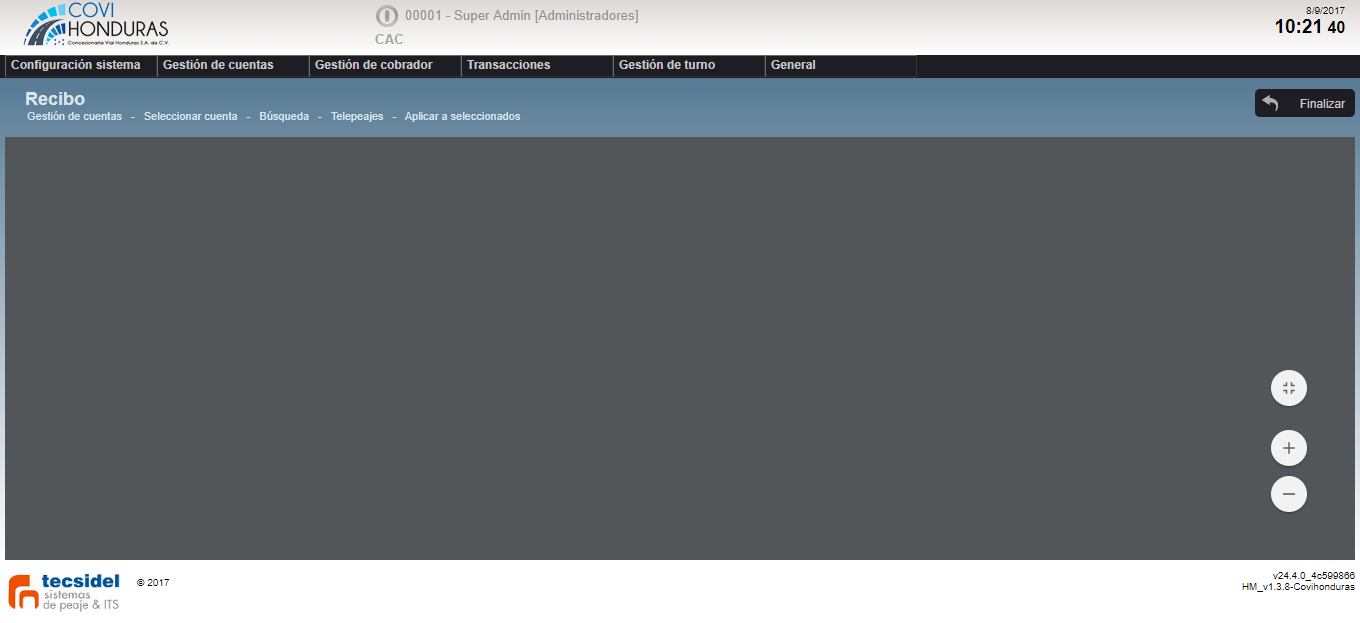 COVI
HONDURAS
Concesionaria Vial Honduras S.A. de C.V.
00001 - Super Admin [Administradores]
CAC
8/9/2017
10:21 40
Configuración sistema
Gestión de cuentas
Gestión de cobrador
Transacciones
Gestión de turno
General
Recibo
Gestión de cuentas - Seleccionar cuenta - Búsqueda - Telepeajes - Aplicar a seleccionados
Finalizar
tecsidel
sistemas
de peaje & ITS
© 2017
v24.4.0_4c599866
HM_v1.3.8-Covihonduras